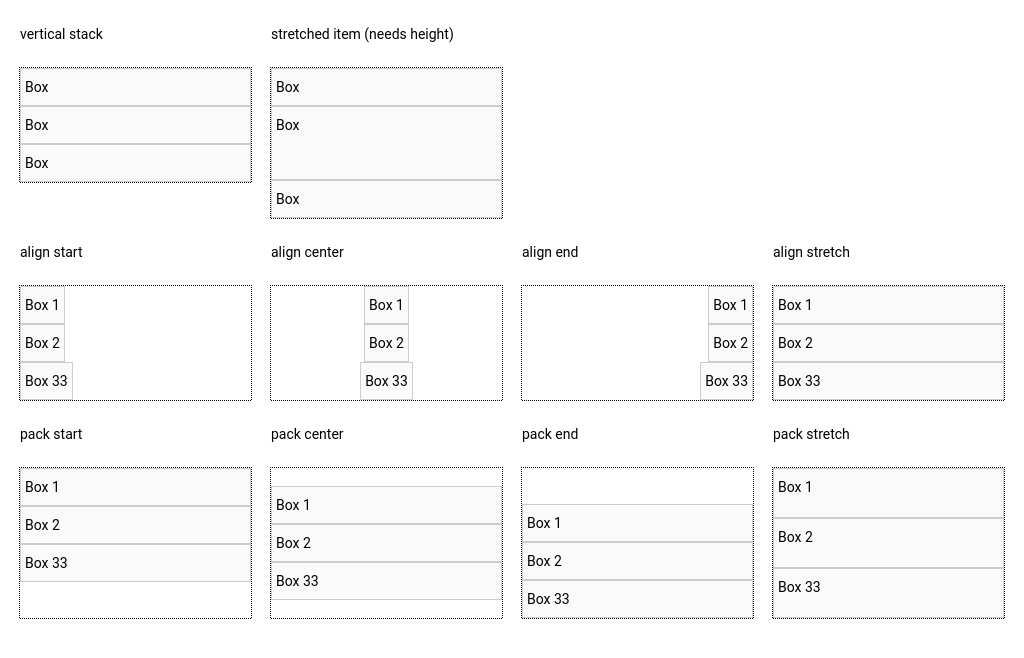 vertical stack
Box
Box
Box
stretched item (needs height)
Box
Box
Box
align start
Box 1
Box 2
Box 33
align center
Box 1
Box 2
Box 33
align end
Box 1
Box 2
Box 33
align stretch
Box 1
Box 2
Box 33
pack start
Box 1
Box 2
Box 33
pack center
Box 1
Box 2
Box 33
pack end
Box 1
Box 2
Box 33
pack stretch
Box 1
Box 2
Box 33